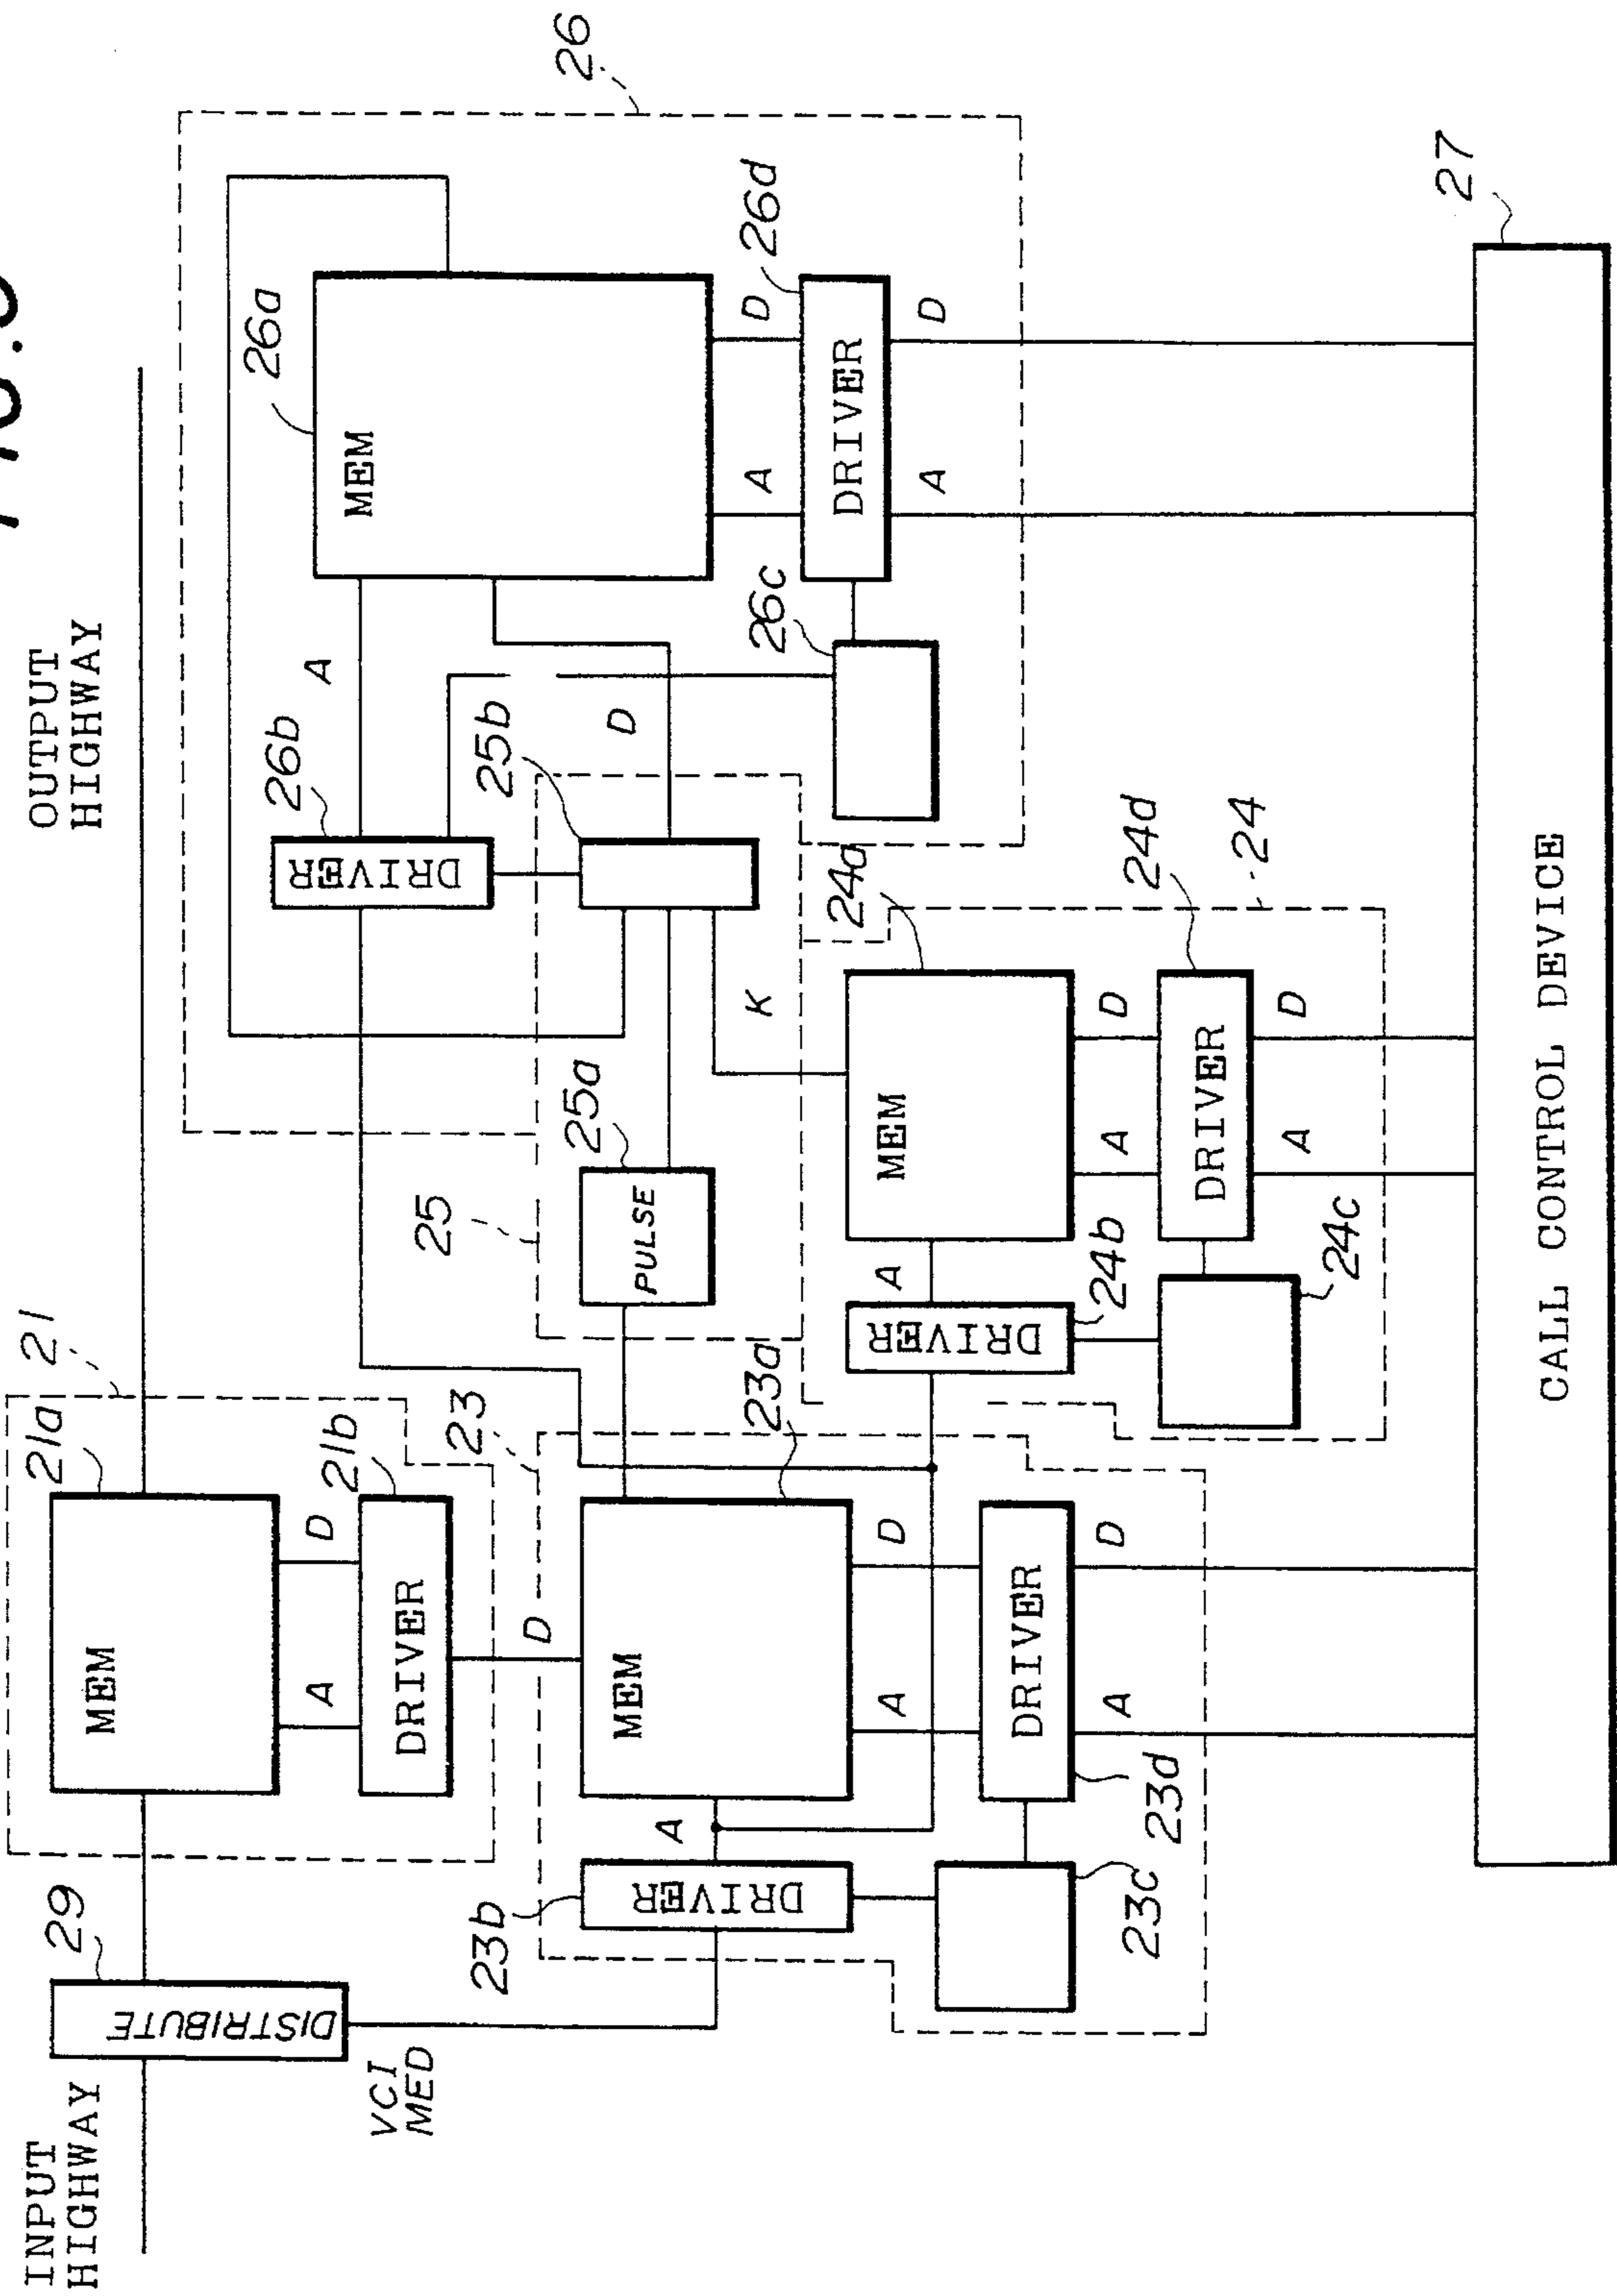 INPUT
HIGHWAY
OUTPUT
HIGHWAY
29
DISTRIBUTE
VCI
MED
21
21a
MEM
A
D
21b
DRIVER
D
23
23a
MEM
A
23b
DRIVER
A
D
23c
23d
DRIVER
A
D
25
25a
PULSE
25b
K
24
24a
MEM
A
24b
DRIVER
A
D
24c
24d
DRIVER
A
D
26
26a
MEM
A
D
26b
DRIVER
26c
A
D
26d
DRIVER
A
D
27
CALL CONTROL DEVICE